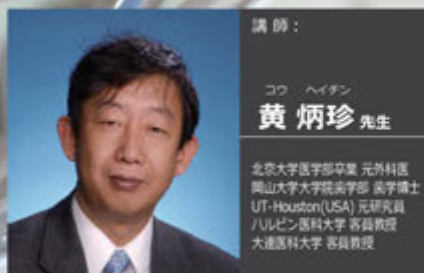 講 師：
コウ ヘイチン
黄 炳珍 先生
北京大学医学部卒業 元外科医
岡山大学大学院歯学部 歯学博士
UT-Houston(USA) 元研究員
ハルビン医科大学 客員教授
大連医科大学 客員教授